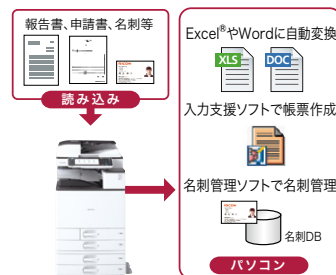 報告書、申請書、名刺等
読み込み
Excel®やWordに自動変換
XLS
DOC
入力支援ソフトで帳票作成
名刺管理ソフトで名刺管理
名刺DB
パソコン